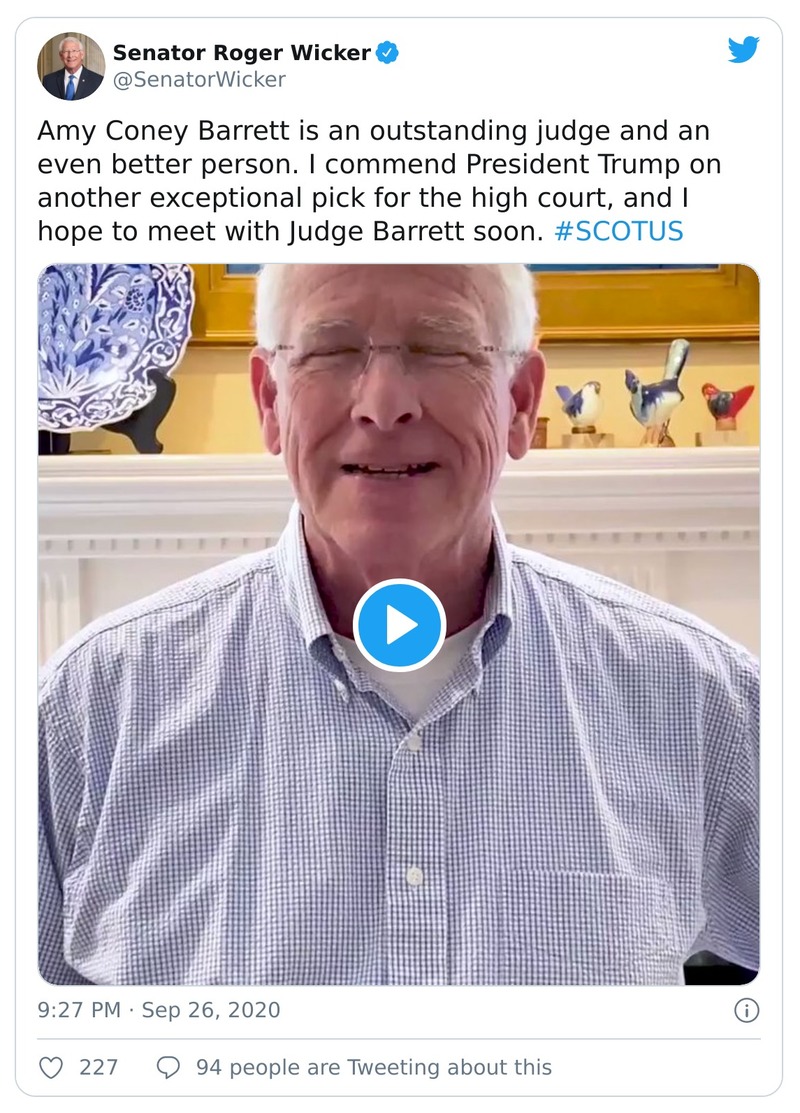 Senator Roger Wicker
@SenatorWicker
Amy Coney Barrett is an outstanding judge and an
even better person. I commend President Trump on
another exceptional pick for the high court, and I
hope to meet with Judge Barrett soon. #SCOTUS
9:27 PM · Sep 26, 2020
227
94 people are Tweeting about this